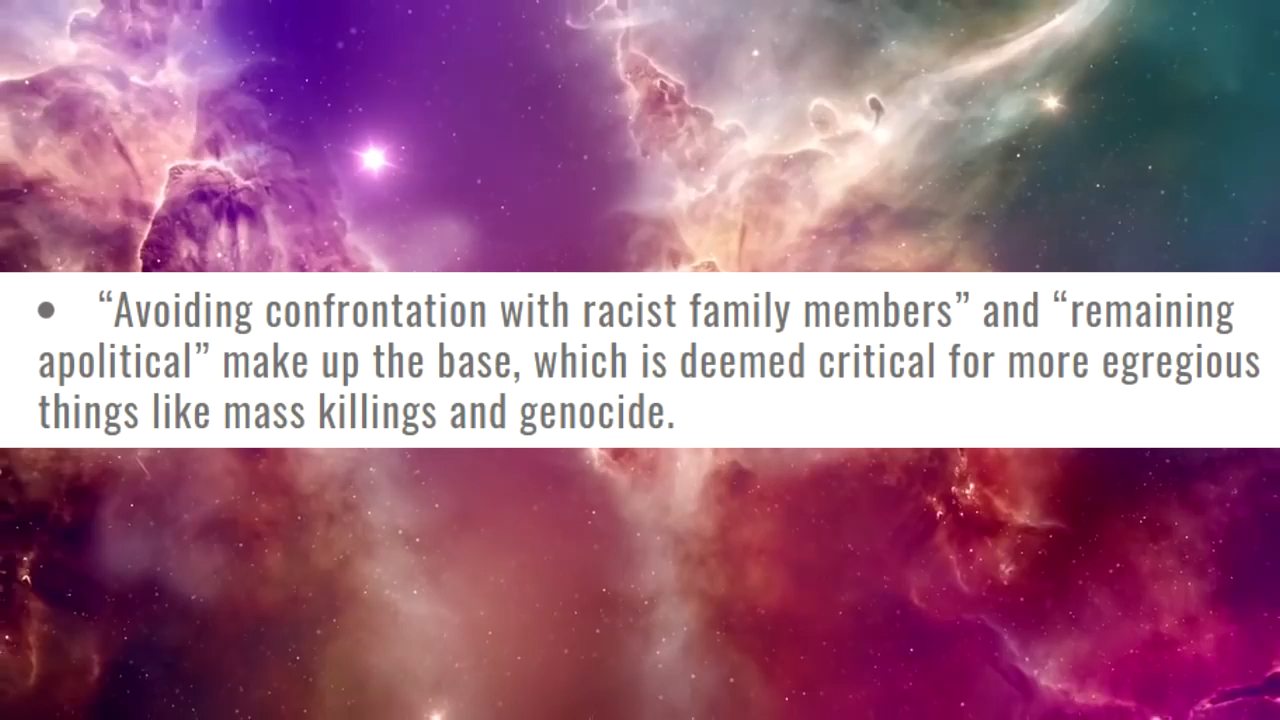 • “Avoiding confrontation with racist family members” and “remaining
apolitical” make up the base, which is deemed critical for more egregious
things like mass killings and genocide.